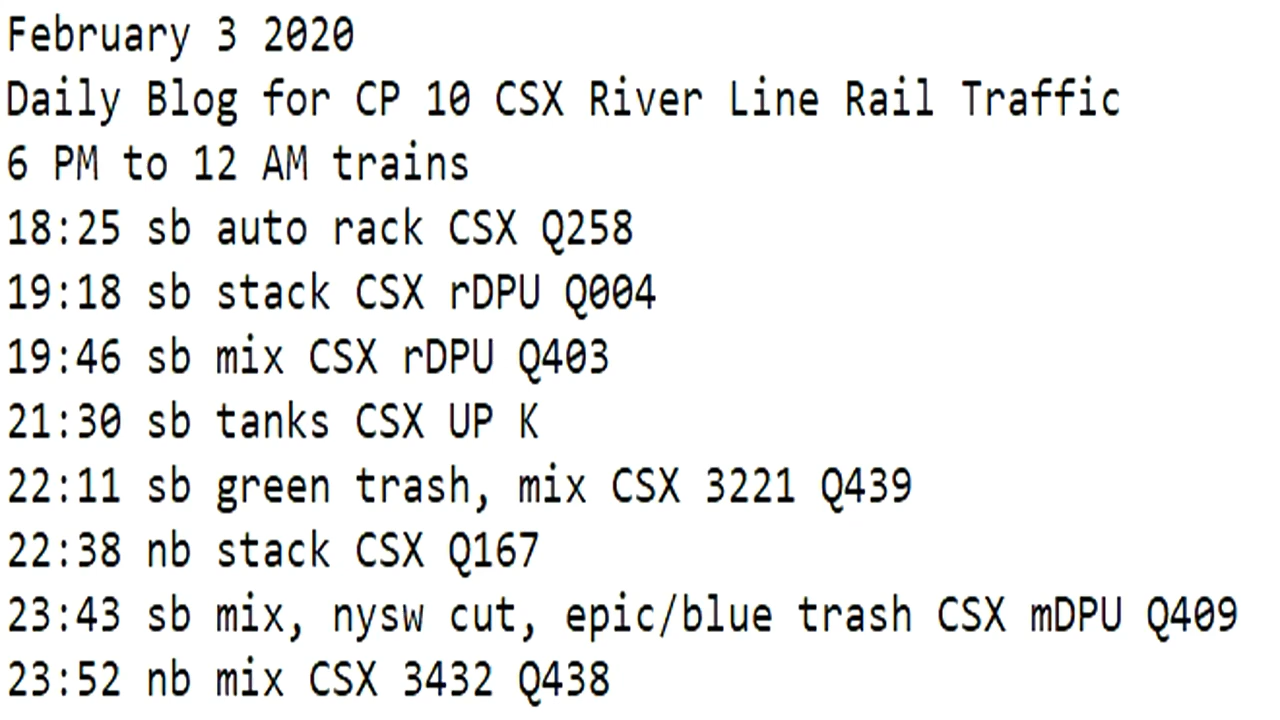 February 3 2020
Daily Blog for CP 10 CSX River Line Rail Traffic
6 PM to 12 AM trains
18:25 sb auto rack CSX Q258
19:18 sb stack CSX rDPU Q004
19:46 sb mix CSX rDPU Q403
21:30 sb tanks CSX UP K
22:11 sb green trash, mix CSX 3221 Q439
22:38 nb stack CSX Q167
23:43 sb mix, nysw cut, epic/blue trash CSX mDPU Q409
23:52 nb mix CSX 3432 Q438